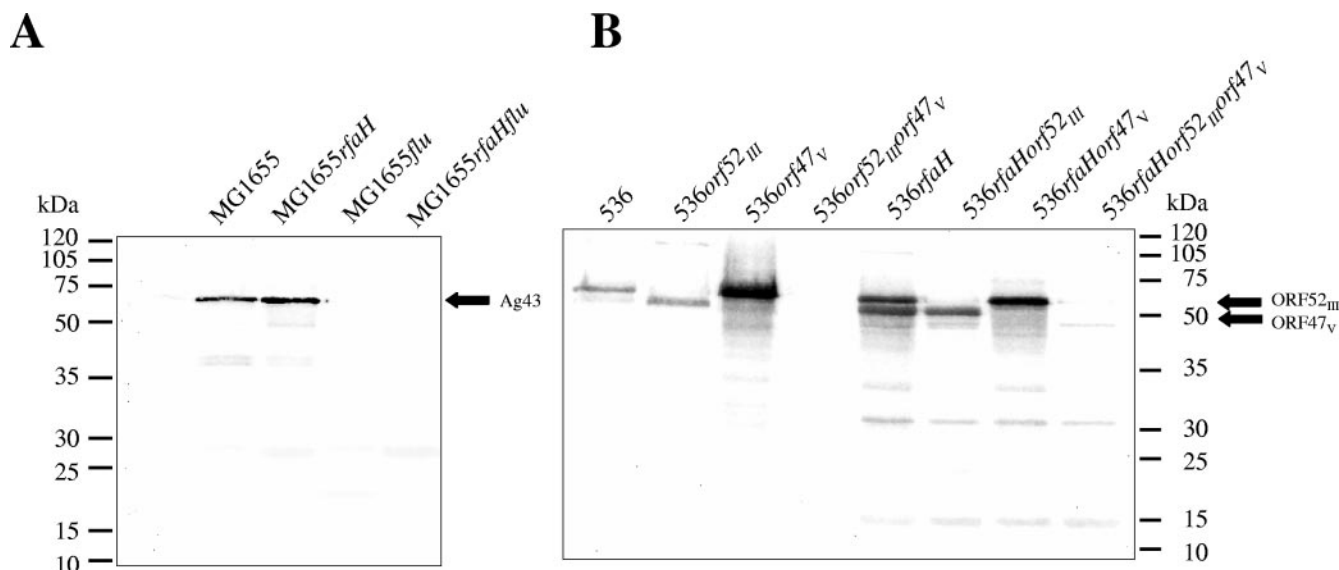 A
B
MG1655
MG1655rfaH
MG1655flu
MG1655rfaHflu
536
536orf52III
536orf47V
536orf52IIIorf47V
536rfaH
536rfaHorf52III
536rfaHorf47V
536rfaHorf52IIIorf47V
kDa
120
105
75
50
35
30
25
15
10
Ag43
kDa
120
105
75
50
35
30
25
15
10
ORF52III
ORF47V